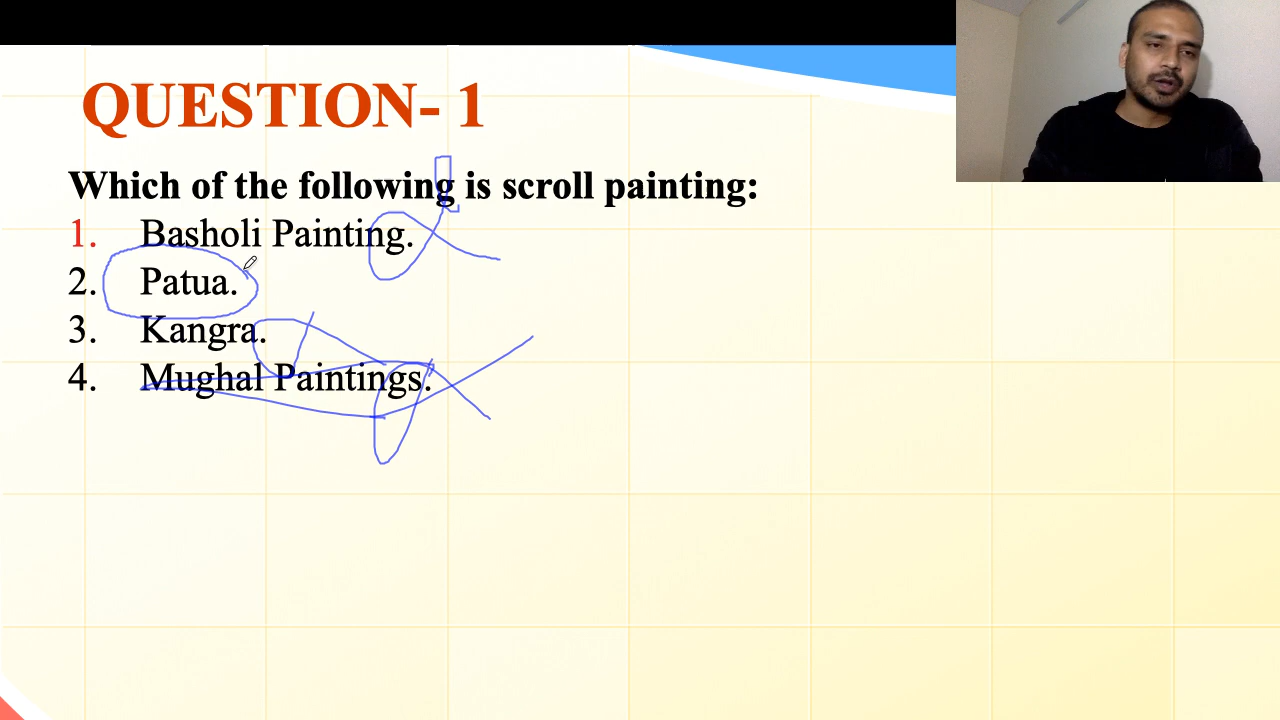 QUESTION- 1
Which of the following is scroll painting:
1. Basholi Painting.
2. Patua.
3. Kangra.
4. Mughal Paintings.